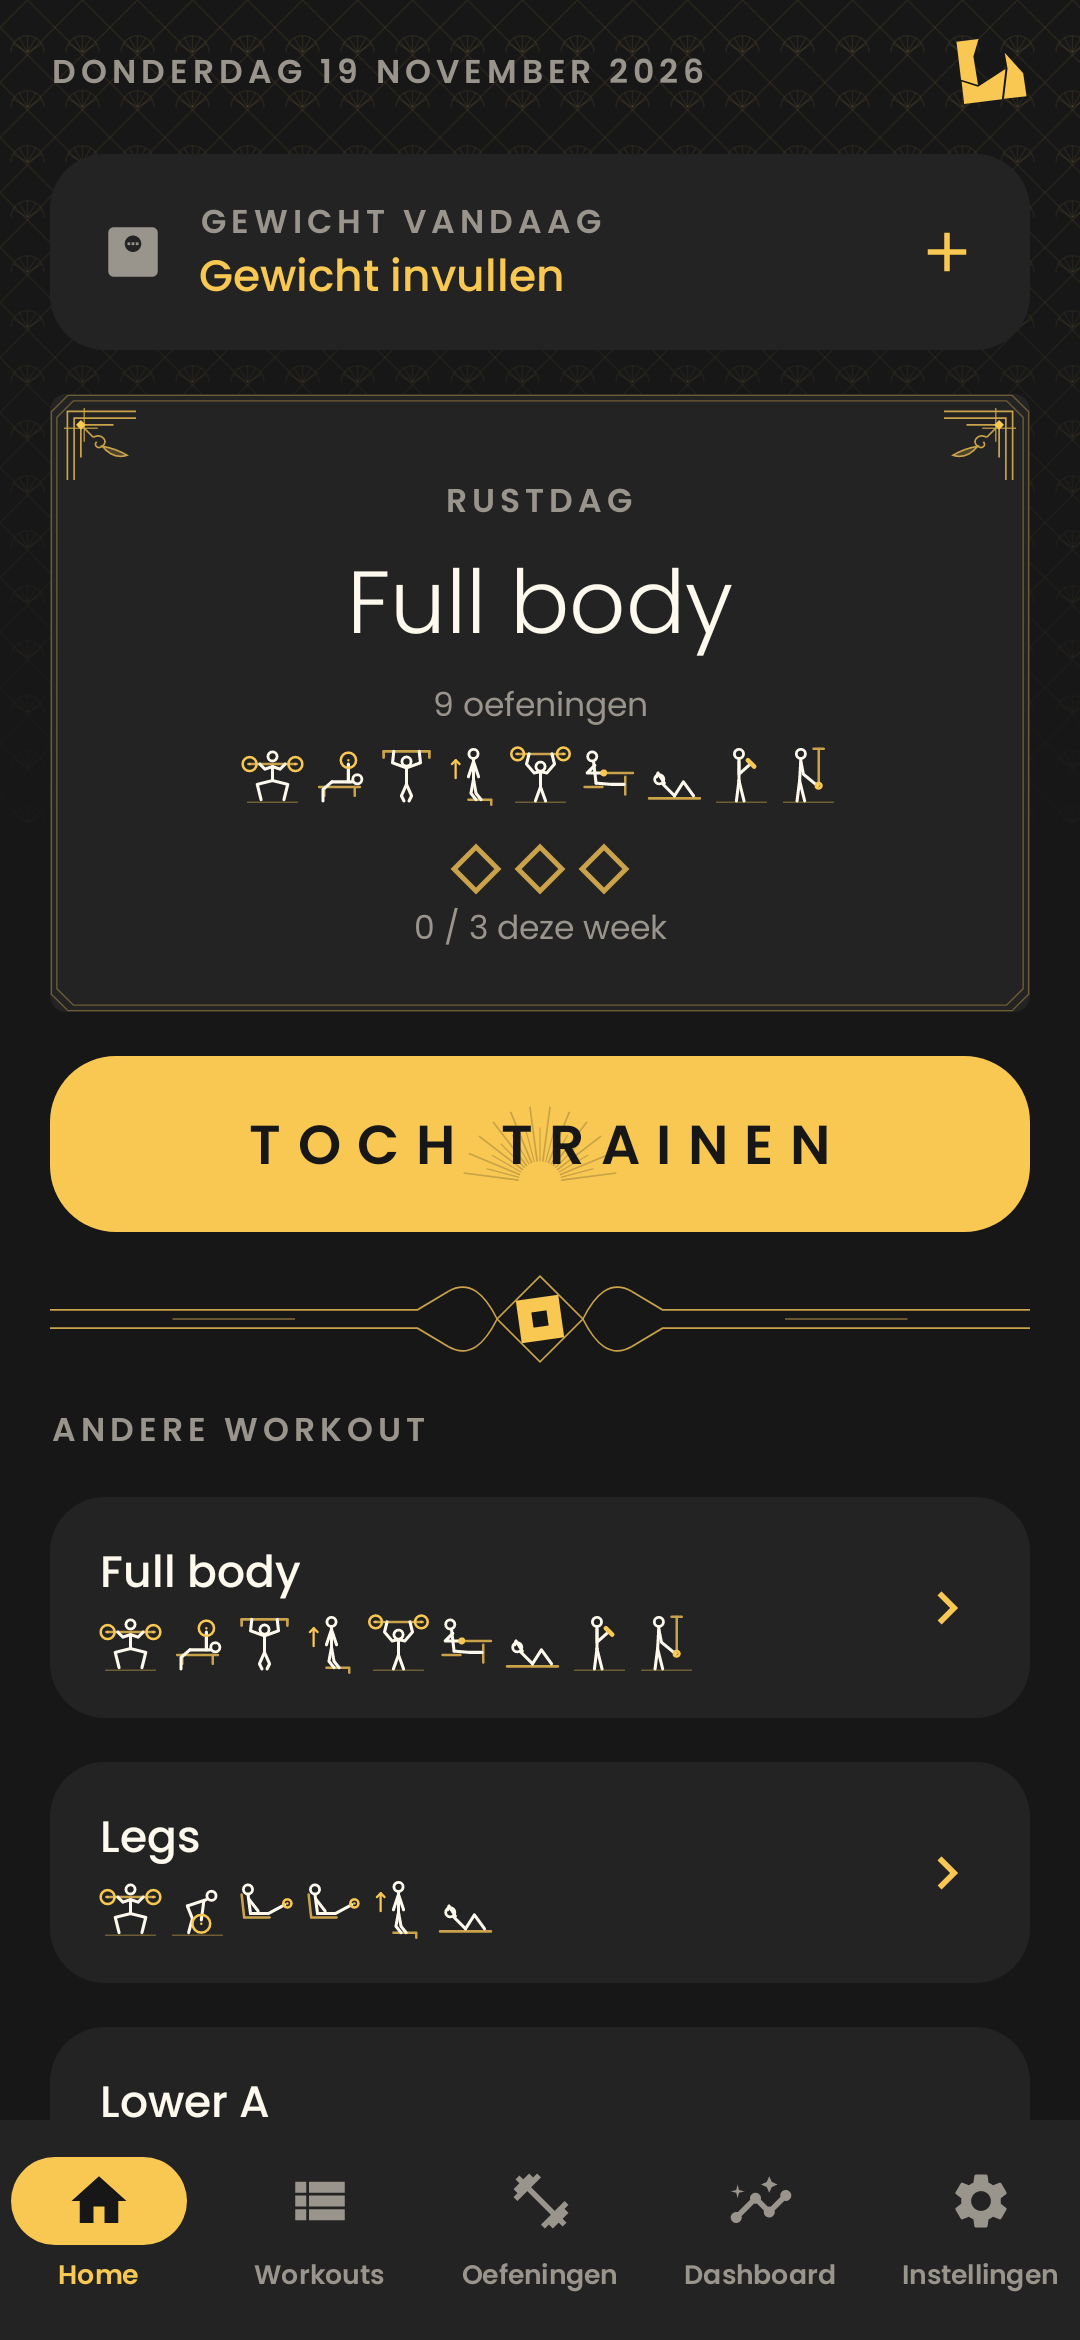 DONDERDAG 19 NOVEMBER 2026
GEWICHT VANDAAG
Gewicht invullen
RUSTDAG
Full body
9 oefeningen
0 / 3 deze week
TOCH TRAINEN
ANDERE WORKOUT
Full body
Legs
Lower A
Home
Workouts
Oefeningen
Dashboard
Instellingen